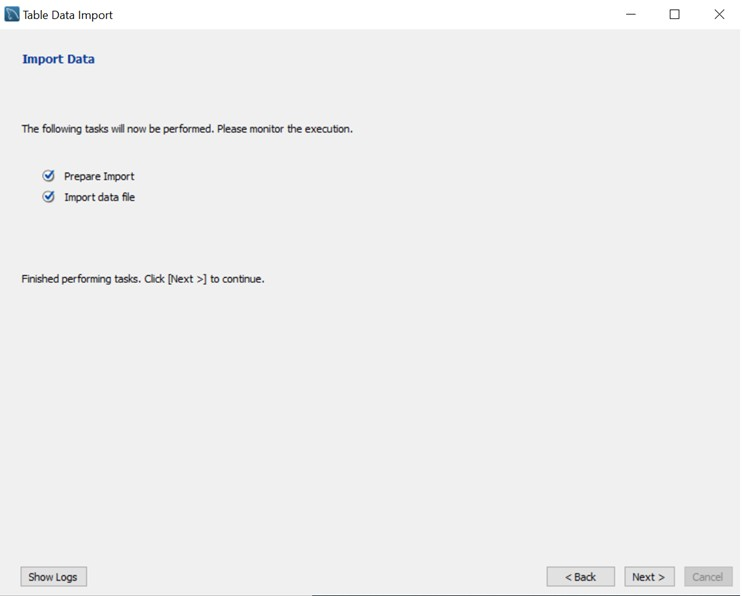 Table Data Import
Import Data
The following tasks will now be performed. Please monitor the execution.
Prepare Import
Import data file
Finished performing tasks. Click [Next >] to continue.
Show Logs
< Back
Next >
Cancel